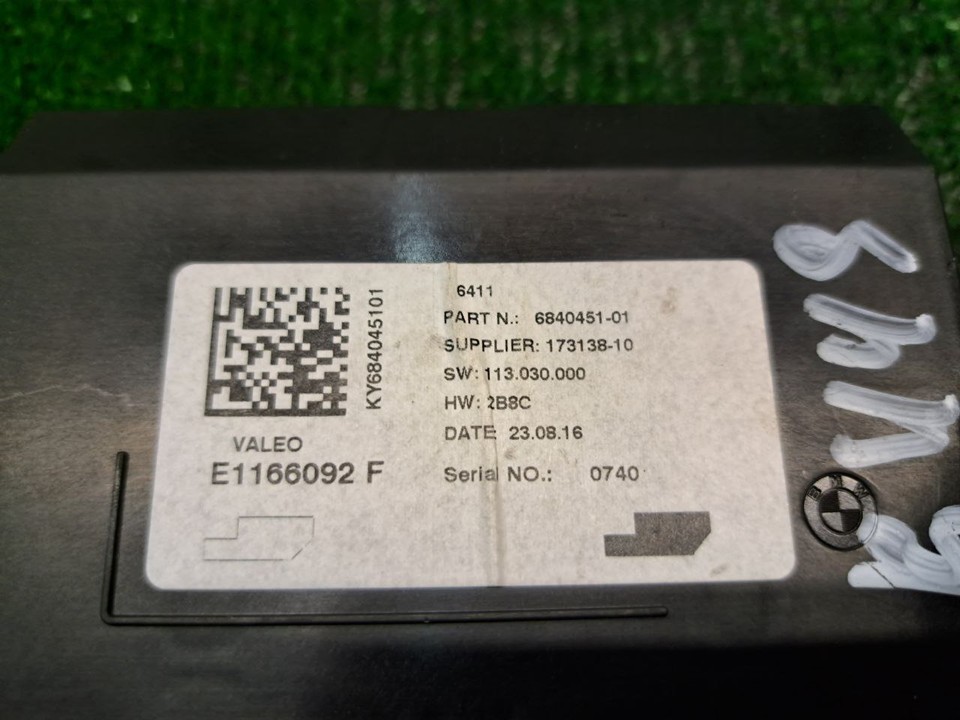 6411
PART N.: 6840451-01
SUPPLIER: 173138-10
SW: 113.030.000
HW: 2B8C
DATE 23.08.16
Serial NO.: 0740
KY684045101
VALEO
E1166092 F
BMW